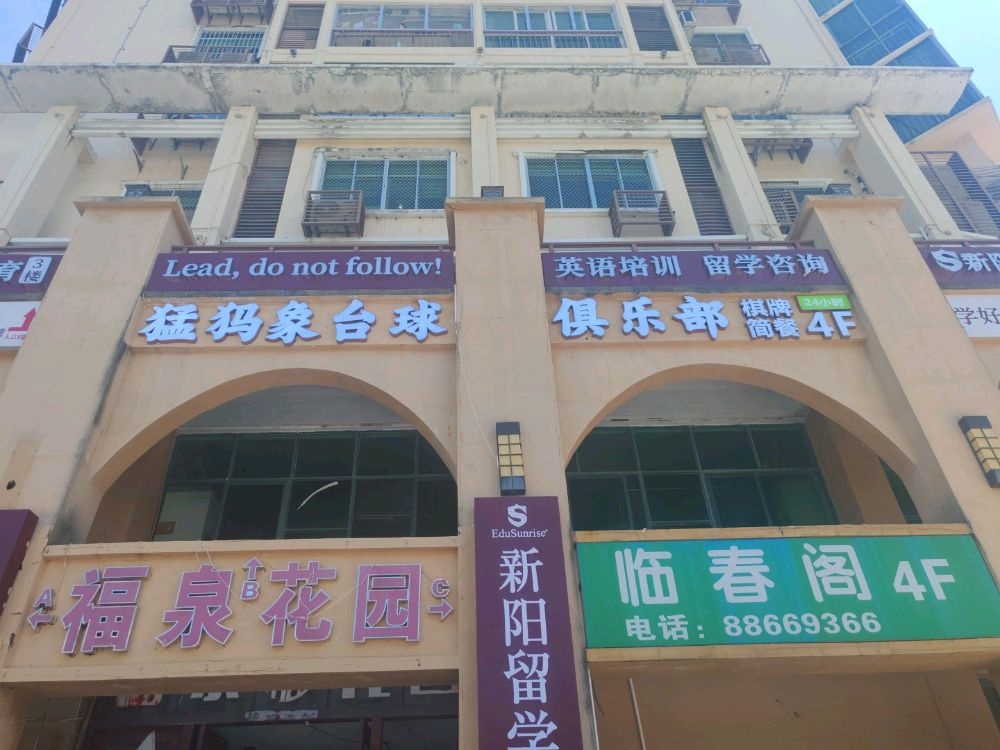 育 3楼
Lead, do not follow!
英语培训 留学咨询
新阳
猛犸象台球
俱乐部 棋牌 简餐 24小时 4F
学好
A 福泉 B 花园 C
EduSunrise+
新阳留学
临春阁 4F
电话：88669366